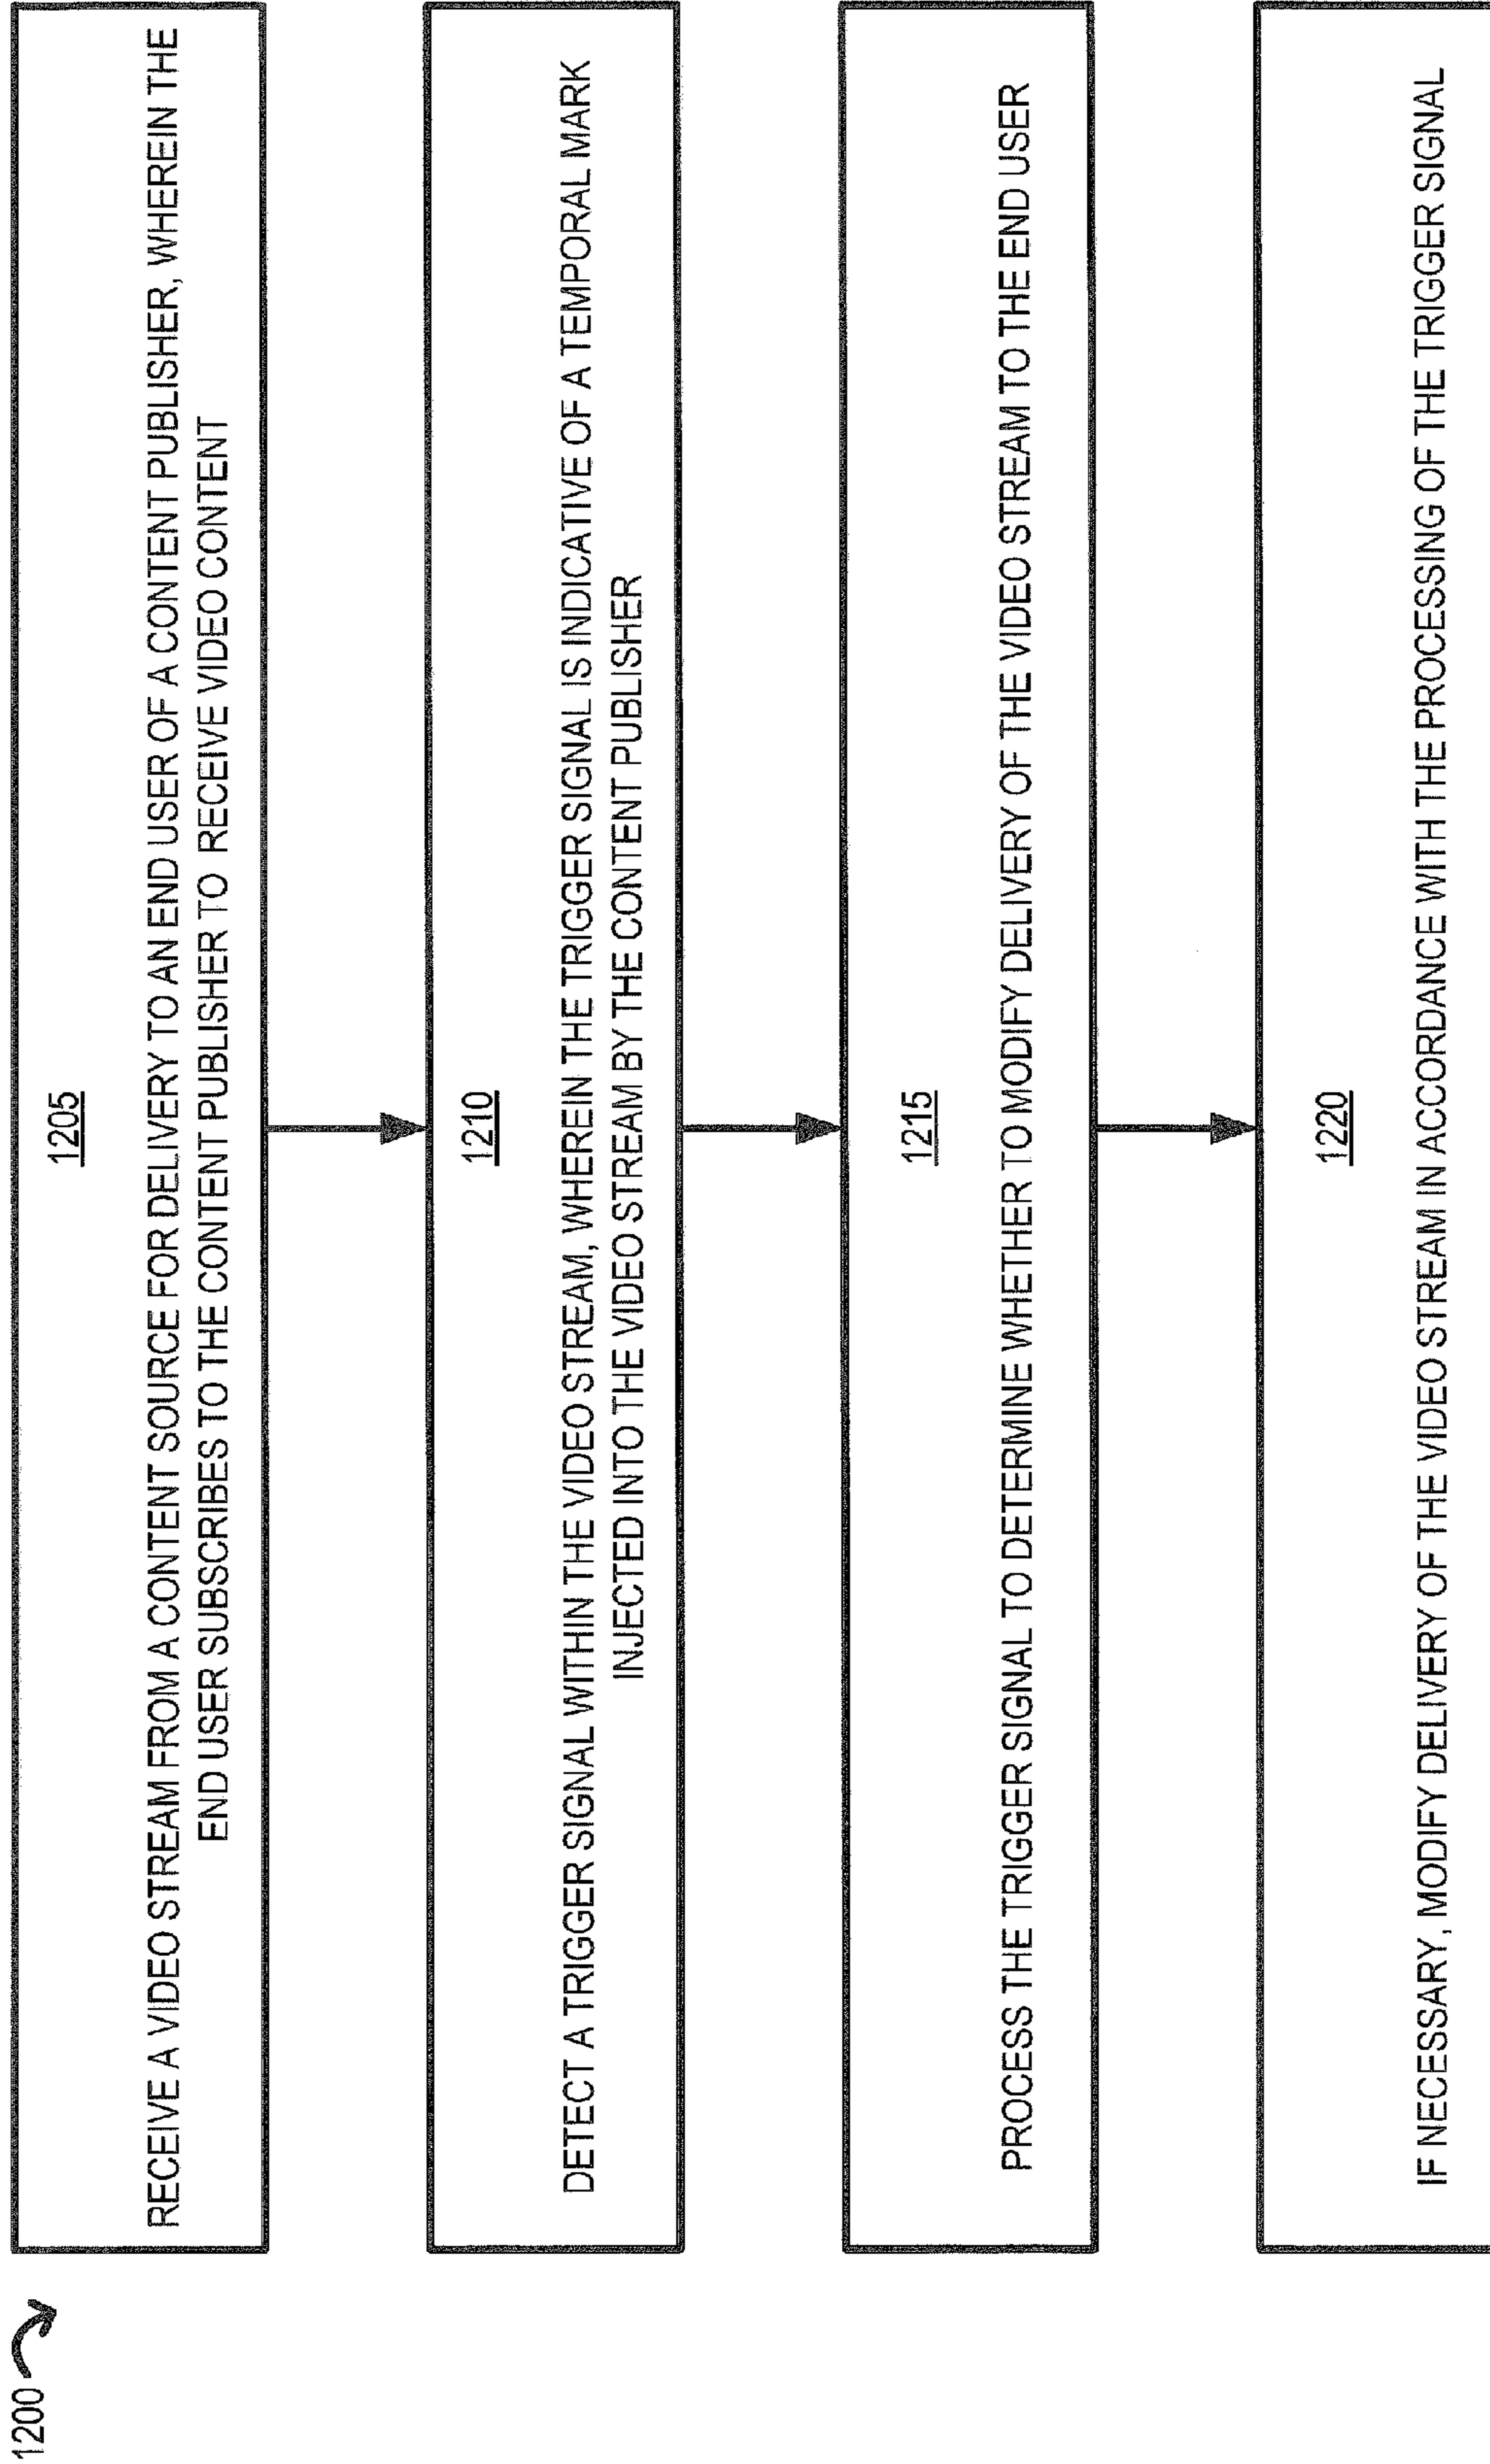 1200
1205
RECEIVE A VIDEO STREAM FROM A CONTENT SOURCE FOR DELIVERY TO AN END USER OF A CONTENT PUBLISHER, WHEREIN THE
END USER SUBSCRIBES TO THE CONTENT PUBLISHER TO RECEIVE VIDEO CONTENT
1210
DETECT A TRIGGER SIGNAL WITHIN THE VIDEO STREAM, WHEREIN THE TRIGGER SIGNAL IS INDICATIVE OF A TEMPORAL MARK
INJECTED INTO THE VIDEO STREAM BY THE CONTENT PUBLISHER
1215
PROCESS THE TRIGGER SIGNAL TO DETERMINE WHETHER TO MODIFY DELIVERY OF THE VIDEO STREAM TO THE END USER
1220
IF NECESSARY, MODIFY DELIVERY OF THE VIDEO STREAM IN ACCORDANCE WITH THE PROCESSING OF THE TRIGGER SIGNAL